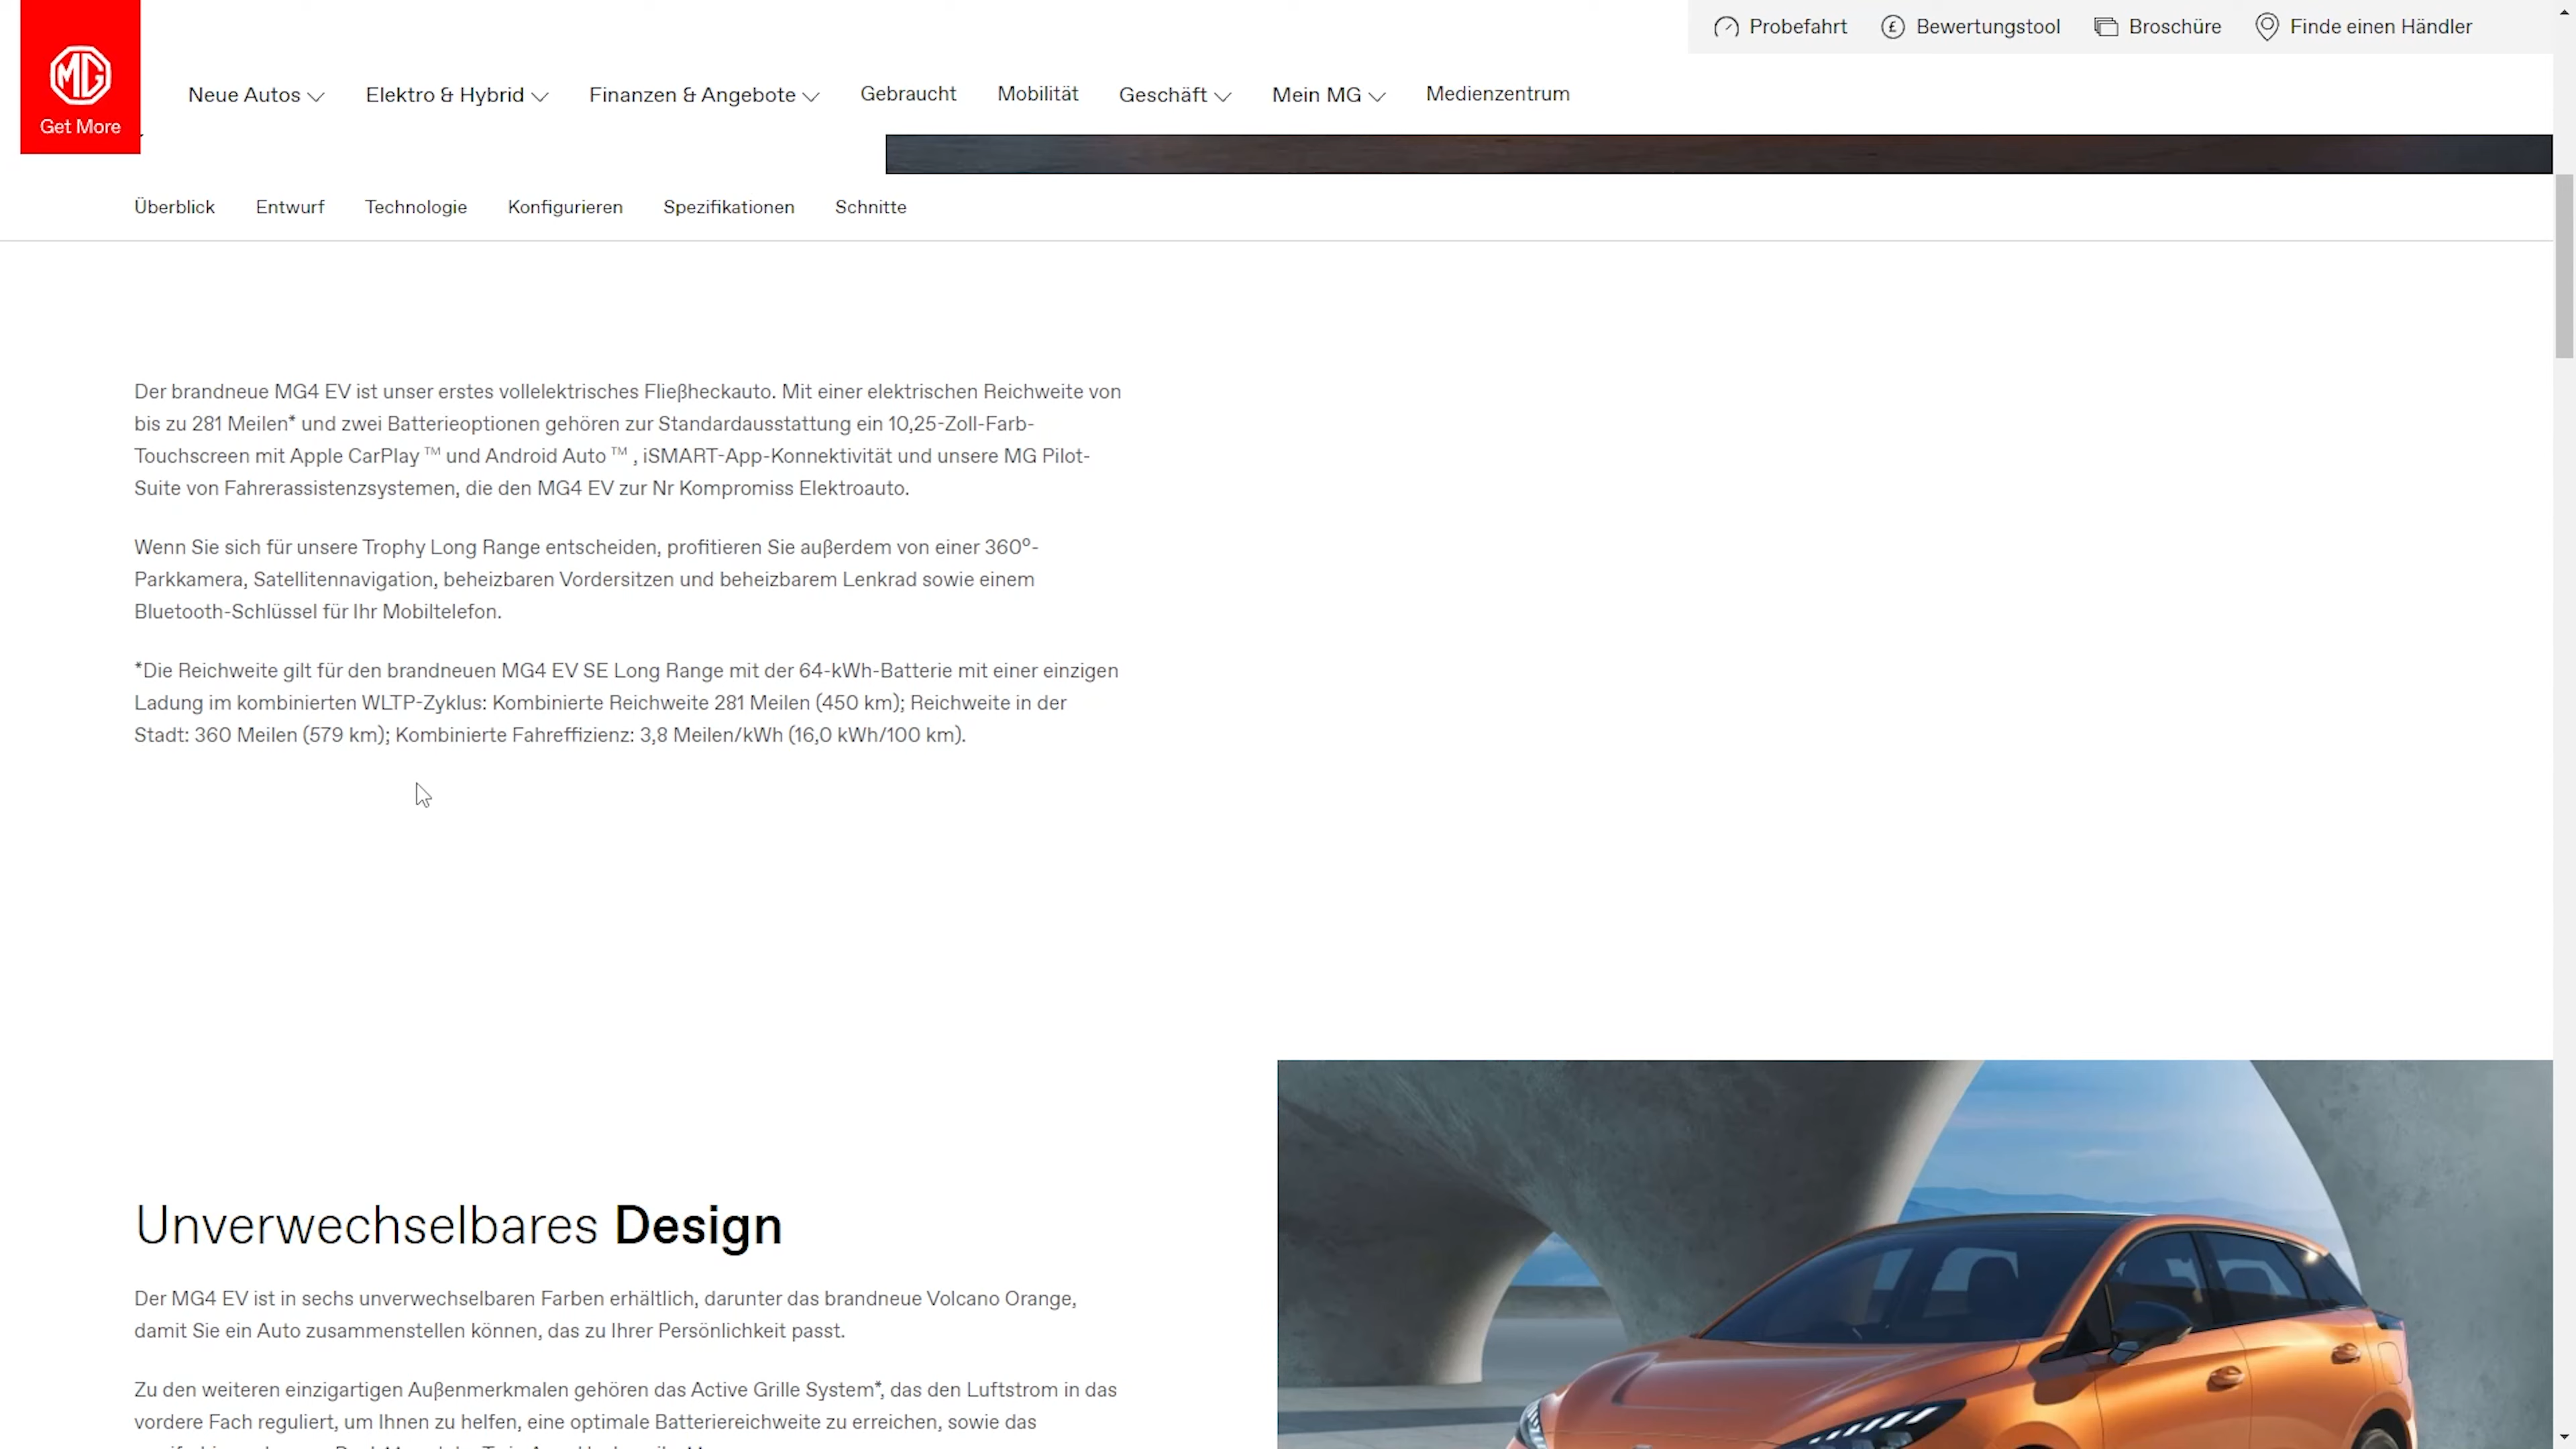 Probefahrt
Bewertungstool
Broschüre
Finde einen Händler
MG
Get More
Neue Autos
Elektro & Hybrid
Finanzen & Angebote
Gebraucht
Mobilität
Geschäft
Mein MG
Medienzentrum
Überblick
Entwurf
Technologie
Konfigurieren
Spezifikationen
Schnitte
Der brandneue MG4 EV ist unser erstes vollelektrisches Fließheckauto. Mit einer elektrischen Reichweite von
bis zu 281 Meilen* und zwei Batterieoptionen gehören zur Standardausstattung ein 10,25-Zoll-Farb-
Touchscreen mit Apple CarPlay ™ und Android Auto ™ , iSMART-App-Konnektivität und unsere MG Pilot-
Suite von Fahrerassistenzsystemen, die den MG4 EV zur Nr Kompromiss Elektroauto.
Wenn Sie sich für unsere Trophy Long Range entscheiden, profitieren Sie außerdem von einer 360º-
Parkkamera, Satellitennavigation, beheizbaren Vordersitzen und beheizbarem Lenkrad sowie einem
Bluetooth-Schlüssel für Ihr Mobiltelefon.
*Die Reichweite gilt für den brandneuen MG4 EV SE Long Range mit der 64-kWh-Batterie mit einer einzigen
Ladung im kombinierten WLTP-Zyklus: Kombinierte Reichweite 281 Meilen (450 km); Reichweite in der
Stadt: 360 Meilen (579 km); Kombinierte Fahreffizienz: 3,8 Meilen/kWh (16,0 kWh/100 km).
Unverwechselbares Design
Der MG4 EV ist in sechs unverwechselbaren Farben erhältlich, darunter das brandneue Volcano Orange,
damit Sie ein Auto zusammenstellen können, das zu Ihrer Persönlichkeit passt.
Zu den weiteren einzigartigen Außenmerkmalen gehören das Active Grille System*, das den Luftstrom in das
vordere Fach reguliert, um Ihnen zu helfen, eine optimale Batteriereichweite zu erreichen, sowie das